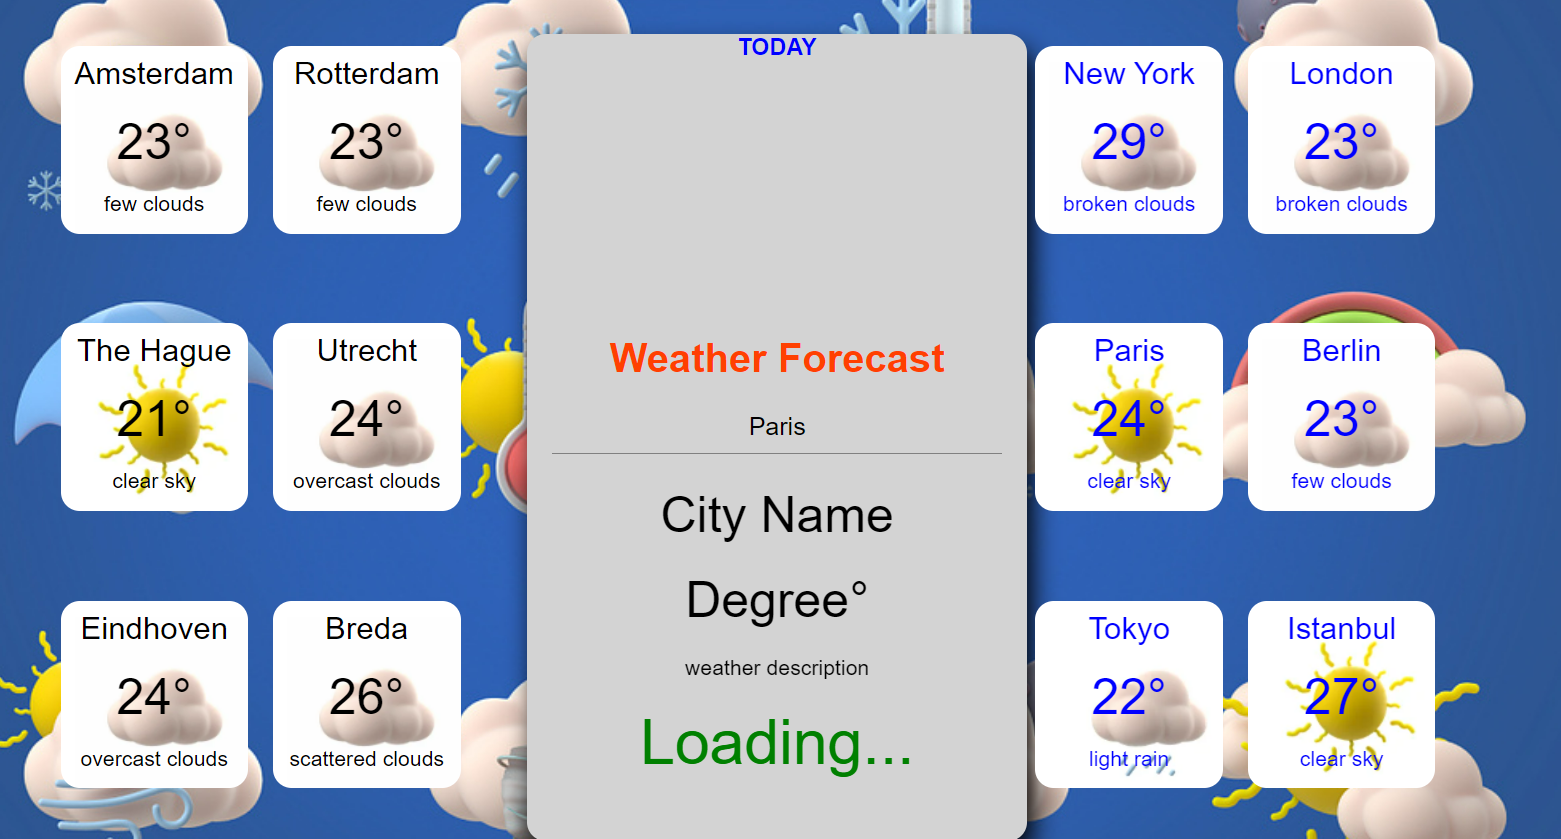 Amsterdam
23°
few clouds
Rotterdam
23°
few clouds
The Hague
21°
clear sky
Utrecht
24°
overcast clouds
Eindhoven
24°
overcast clouds
Breda
26°
scattered clouds
TODAY
Weather Forecast
Paris
City Name
Degree°
weather description
Loading...
New York
29°
broken clouds
London
23°
broken clouds
Paris
24°
clear sky
Berlin
23°
few clouds
Tokyo
22°
light rain
Istanbul
27°
clear sky